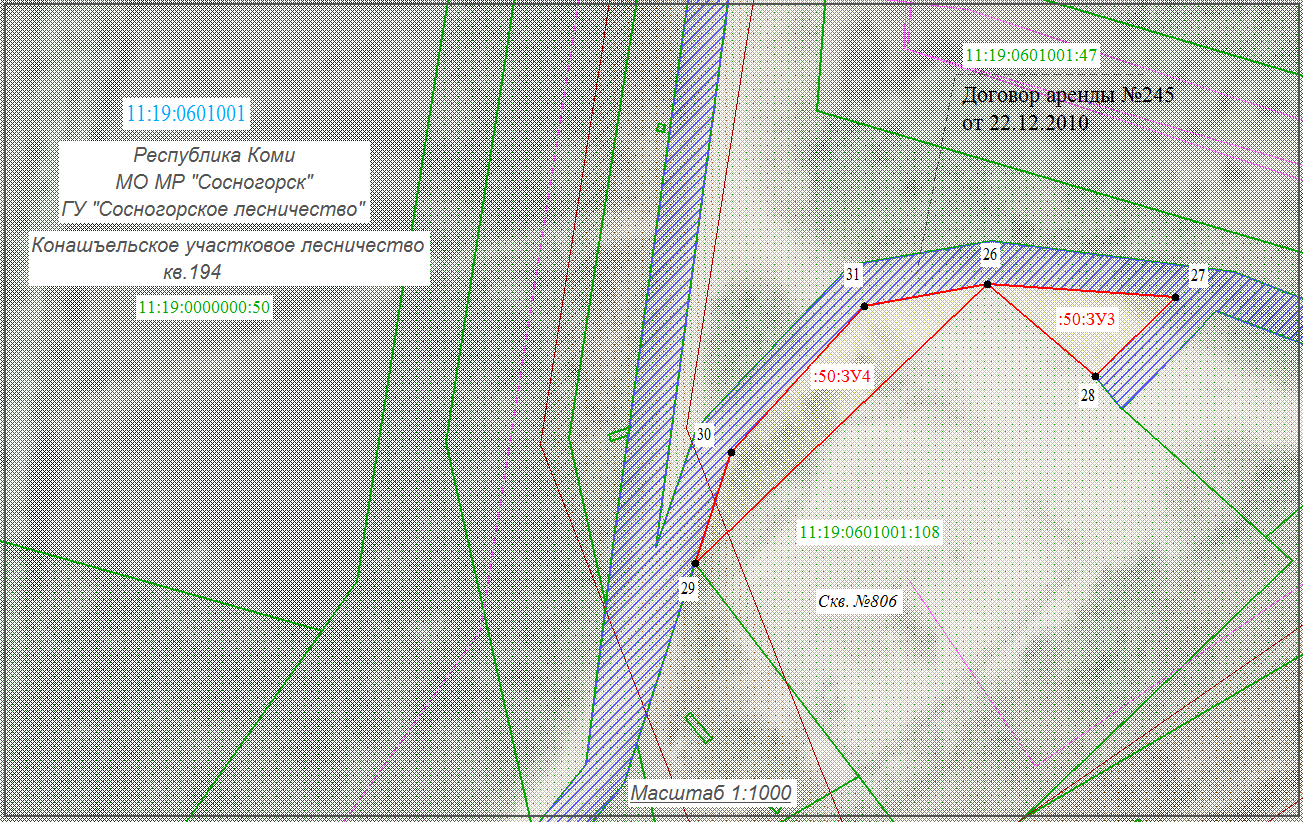 11:19:0601001:47
Договор аренды №245
от 22.12.2010
11:19:0601001
Республика Коми
МО МР "Сосногорск"
ГУ "Сосногорское лесничество"
Конашъельское участковое лесничество
кв.194
11:19:0000000:50
26
31
27
:50:ЗУ3
:50:ЗУ4
28
30
11:19:0601001:108
29
Скв. №806
Масштаб 1:1000